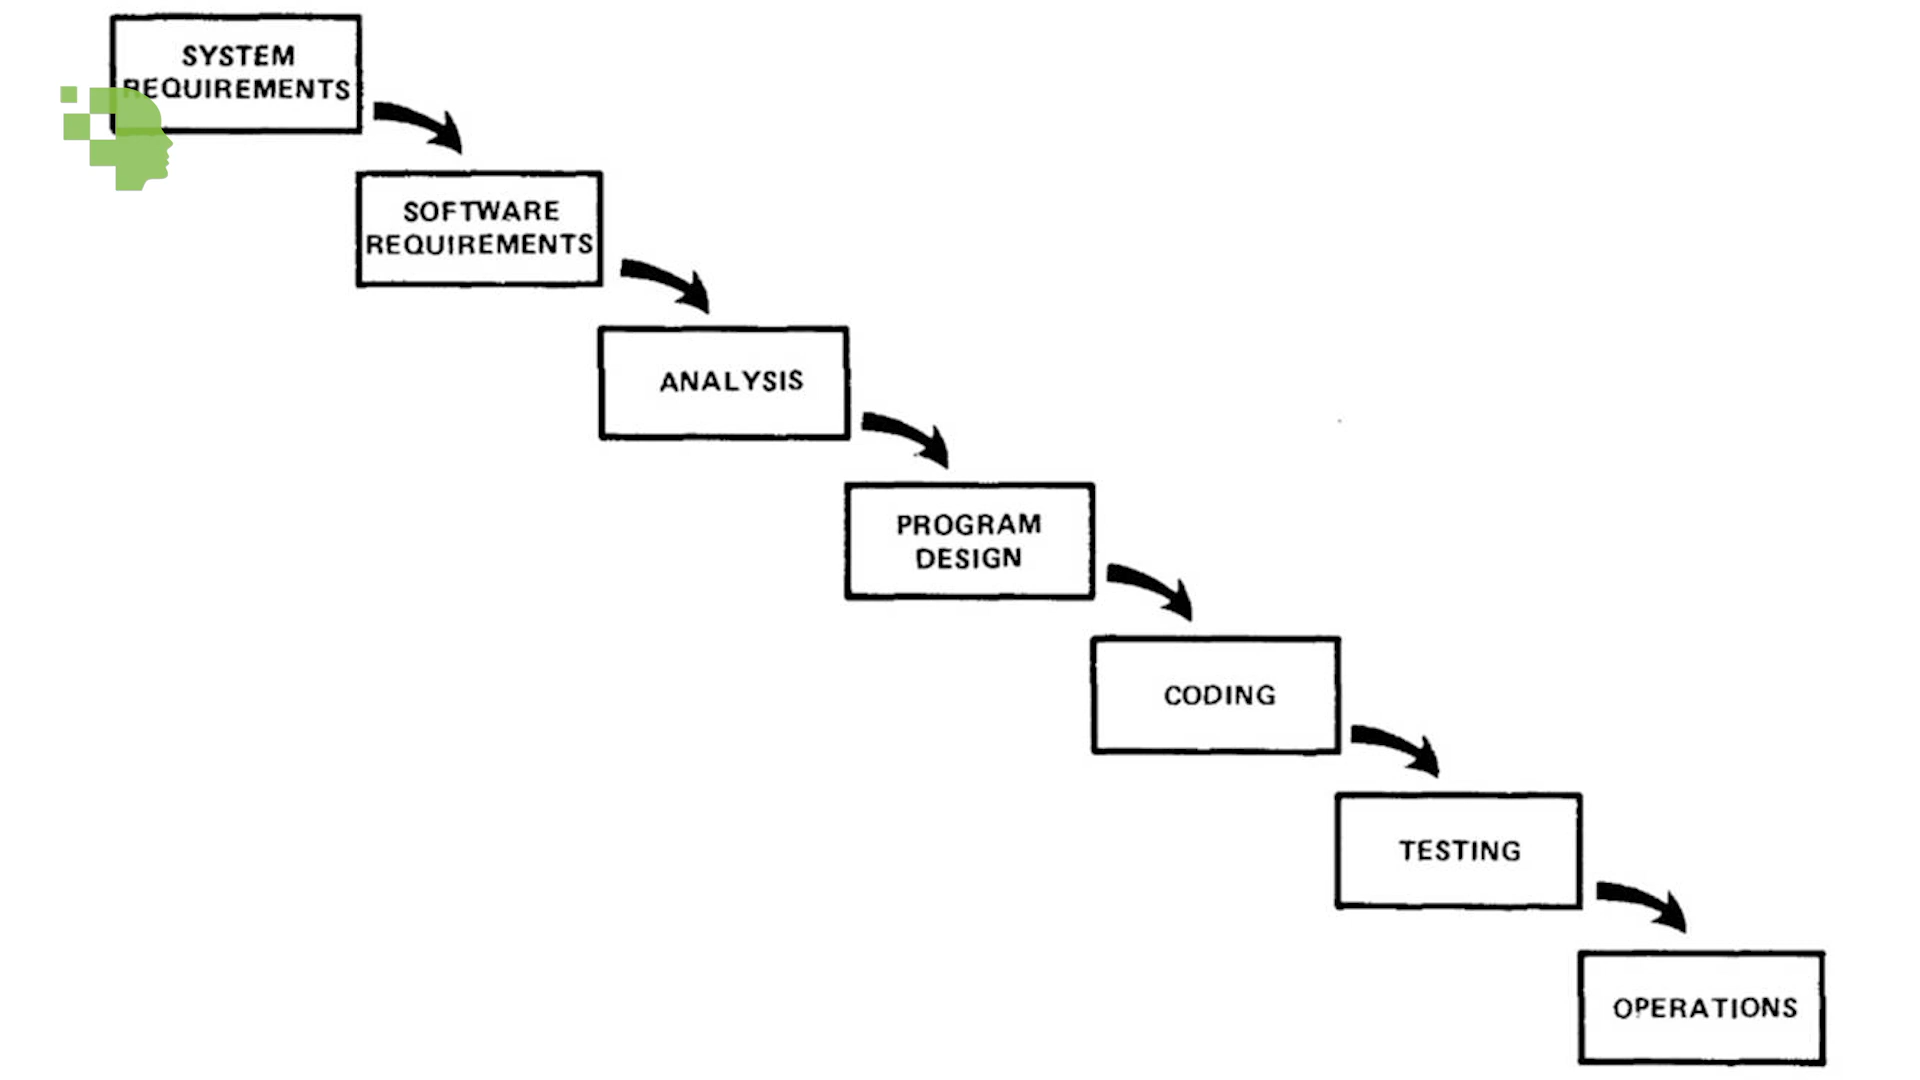 SYSTEM
REQUIREMENTS
SOFTWARE
REQUIREMENTS
ANALYSIS
PROGRAM
DESIGN
CODING
TESTING
OPERATIONS